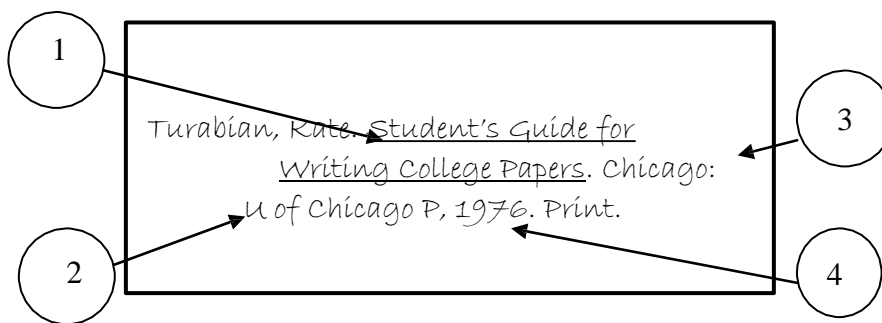 1
Turabian, Kate. Student's Guide for
3
Writing College Papers. Chicago:
U of Chicago P, 1976. Print.
2
4